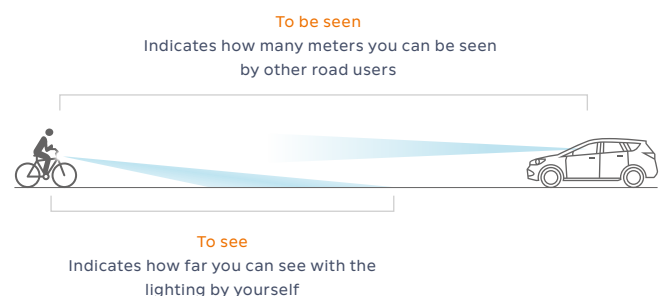 To be seen
Indicates how many meters you can be seen
by other road users
To see
Indicates how far you can see with the
lighting by yourself